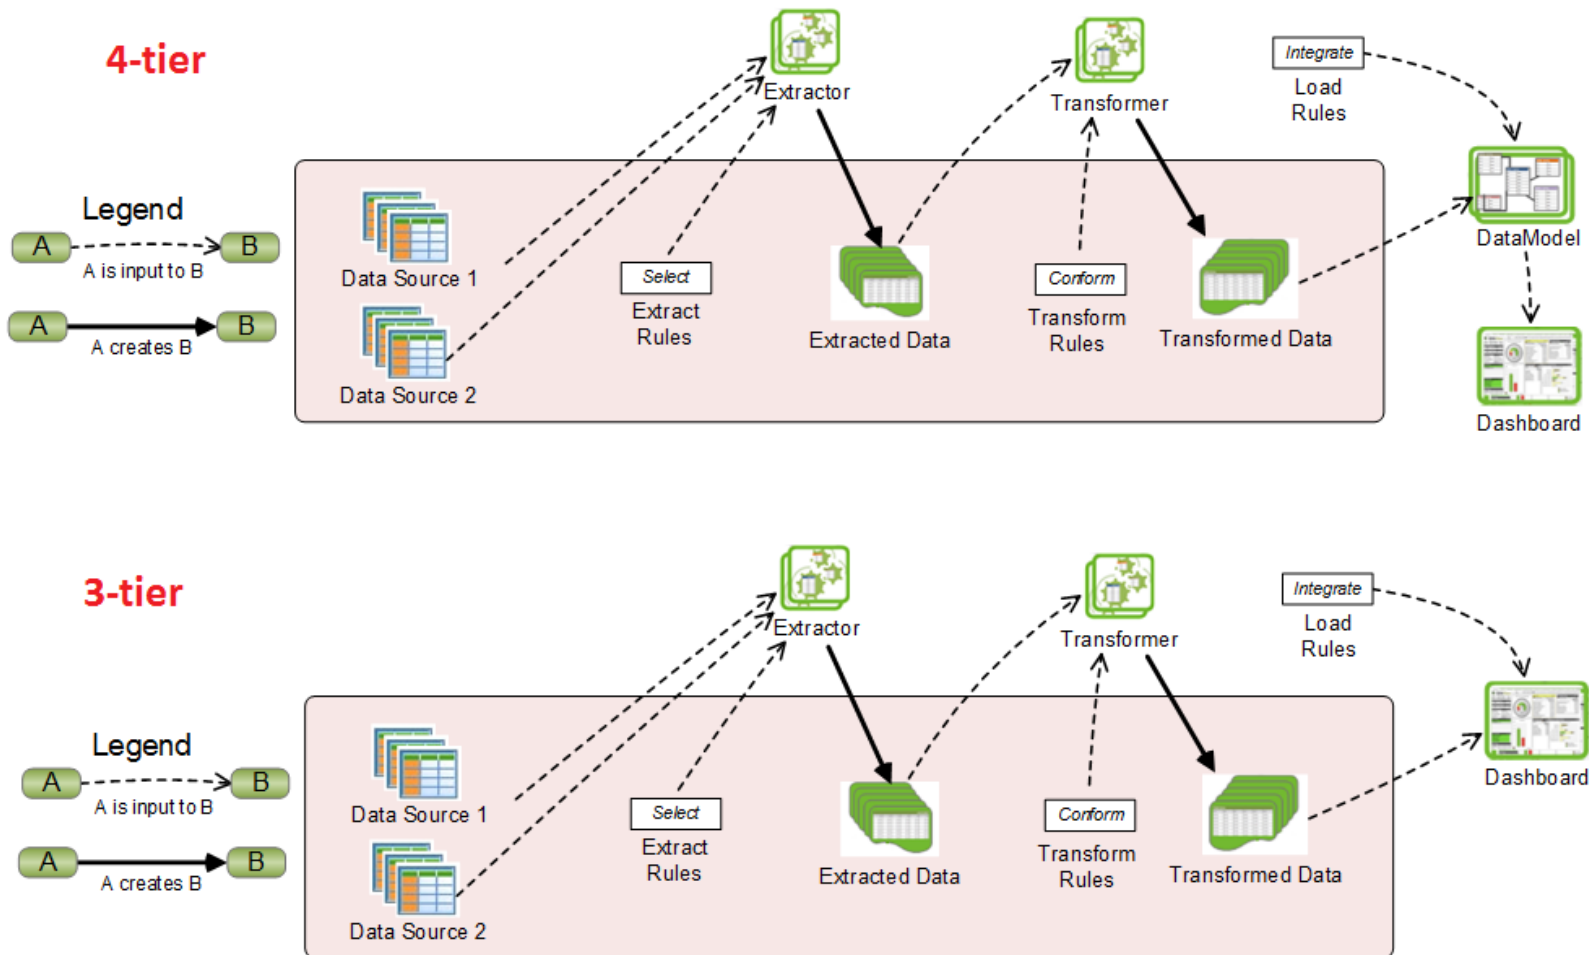 4-tier
Extractor
Transformer
Integrate
Load
Rules
Legend
A
B
A is input to B
A
B
A creates B
Data Source 1
Data Source 2
Select
Extract
Rules
Extracted Data
Conform
Transform
Rules
Transformed Data
DataModel
Dashboard
3-tier
Extractor
Transformer
Integrate
Load
Rules
Legend
A
B
A is input to B
A
B
A creates B
Data Source 1
Data Source 2
Select
Extract
Rules
Extracted Data
Conform
Transform
Rules
Transformed Data
Dashboard